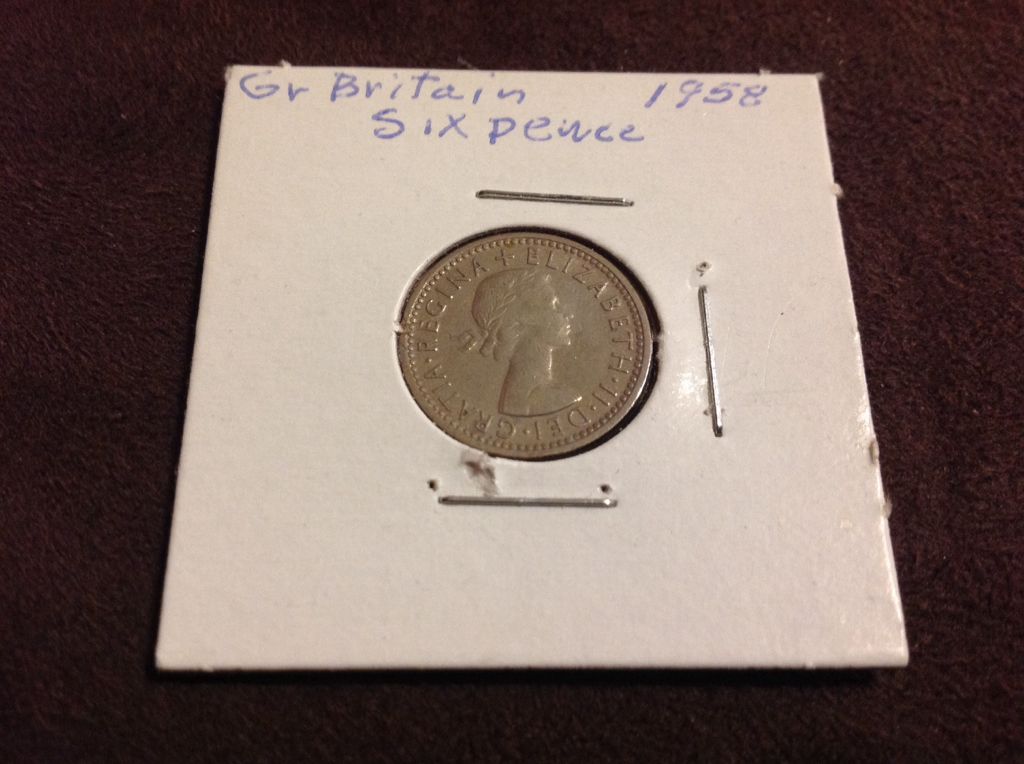 Gr Britain 1958
Six pence
+ ELIZABETH · II · DEI · GRATIA · REGINA